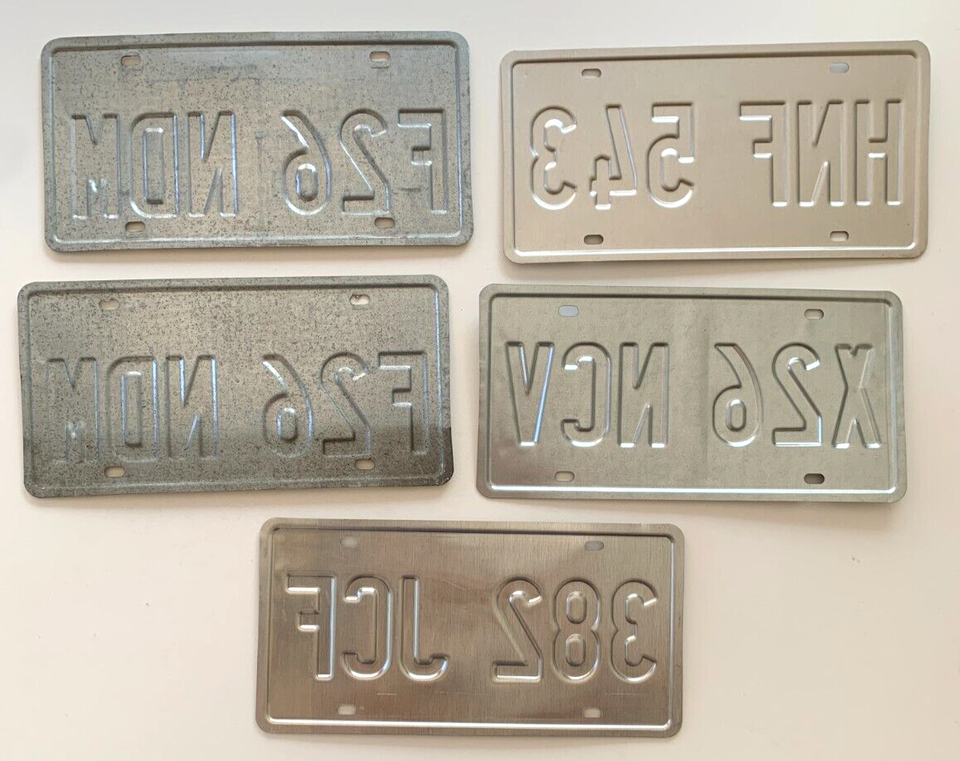 F26 NDM
HNF 543
F26 NDM
X26 NCV
382 JCF